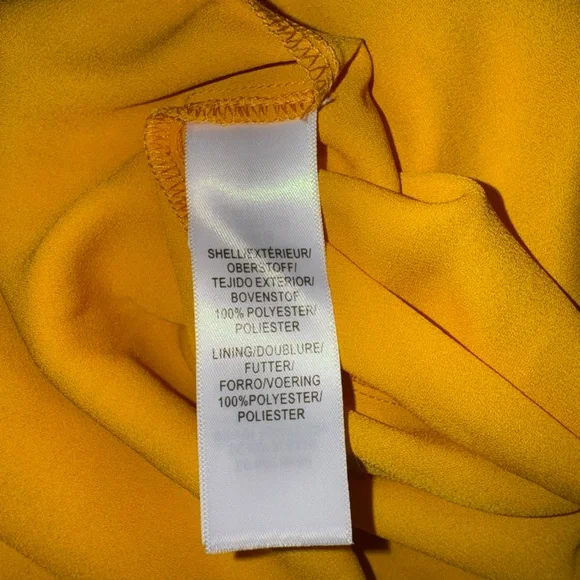 SHELL/EXTÉRIEUR/
OBERSTOFF/
TEJIDO EXTERIOR/
BOVENSTOF
100% POLYESTER/
POLIESTER
LINING/DOUBLURE/
FUTTER/
FORRO/VOERING
100%POLYESTER/
POLIESTER